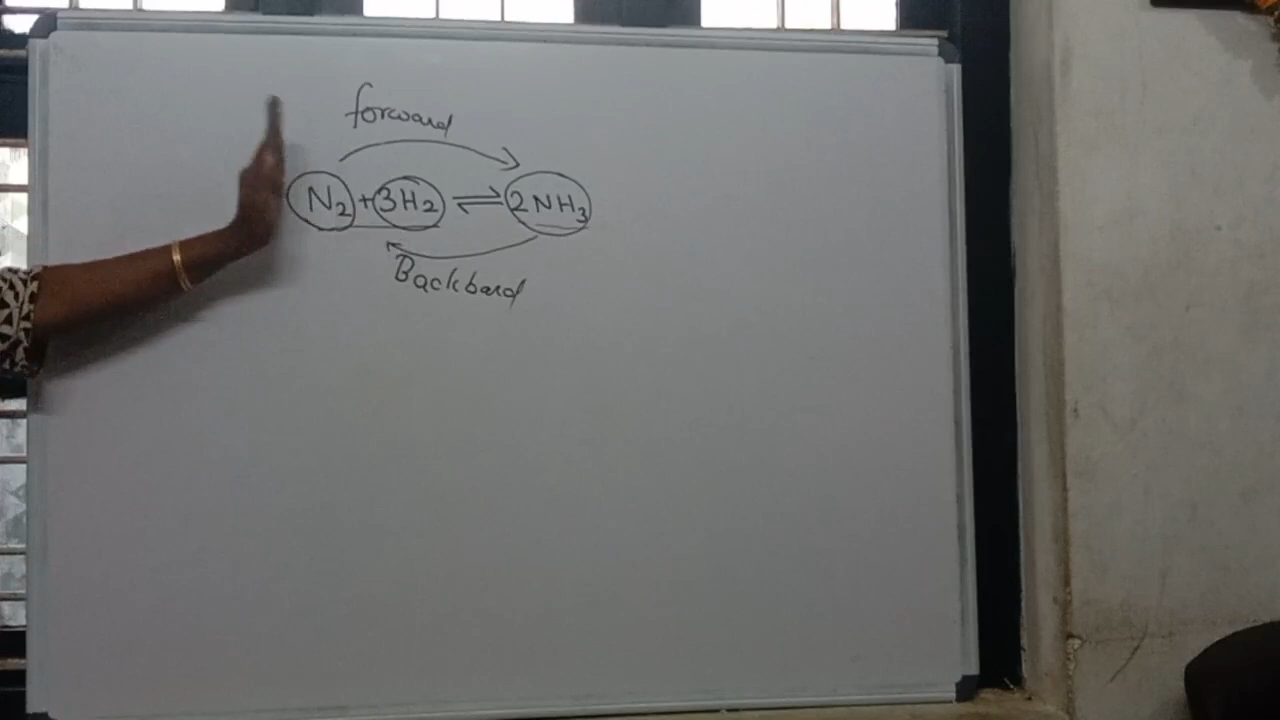 forward
N₂ + 3H₂ ⇌ 2NH₃
Backbard